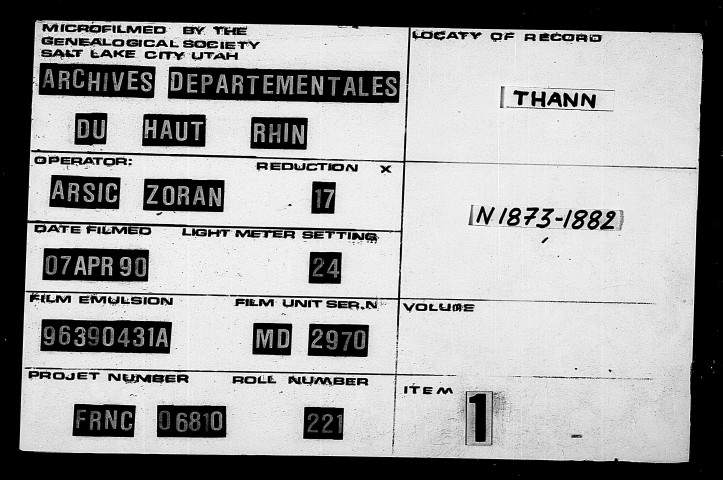 MICROFILMED BY THE
GENEALOGICAL SOCIETY
SALT LAKE CITY UTAH
ARCHIVES DEPARTEMENTALES
DU HAUT RHIN
OPERATOR: REDUCTION X
ARSIC ZORAN 17
DATE FILMED LIGHT METER SETTING
07 APR 90 24
FILM EMULSION FILM UNIT SER.N
96390431A MD 2970
PROJET NUMBER ROLL NUMBER
FRNC 06810 221
LOCATY OF RECORD
THANN
N 1873-1882
VOLUME
ITEM
1